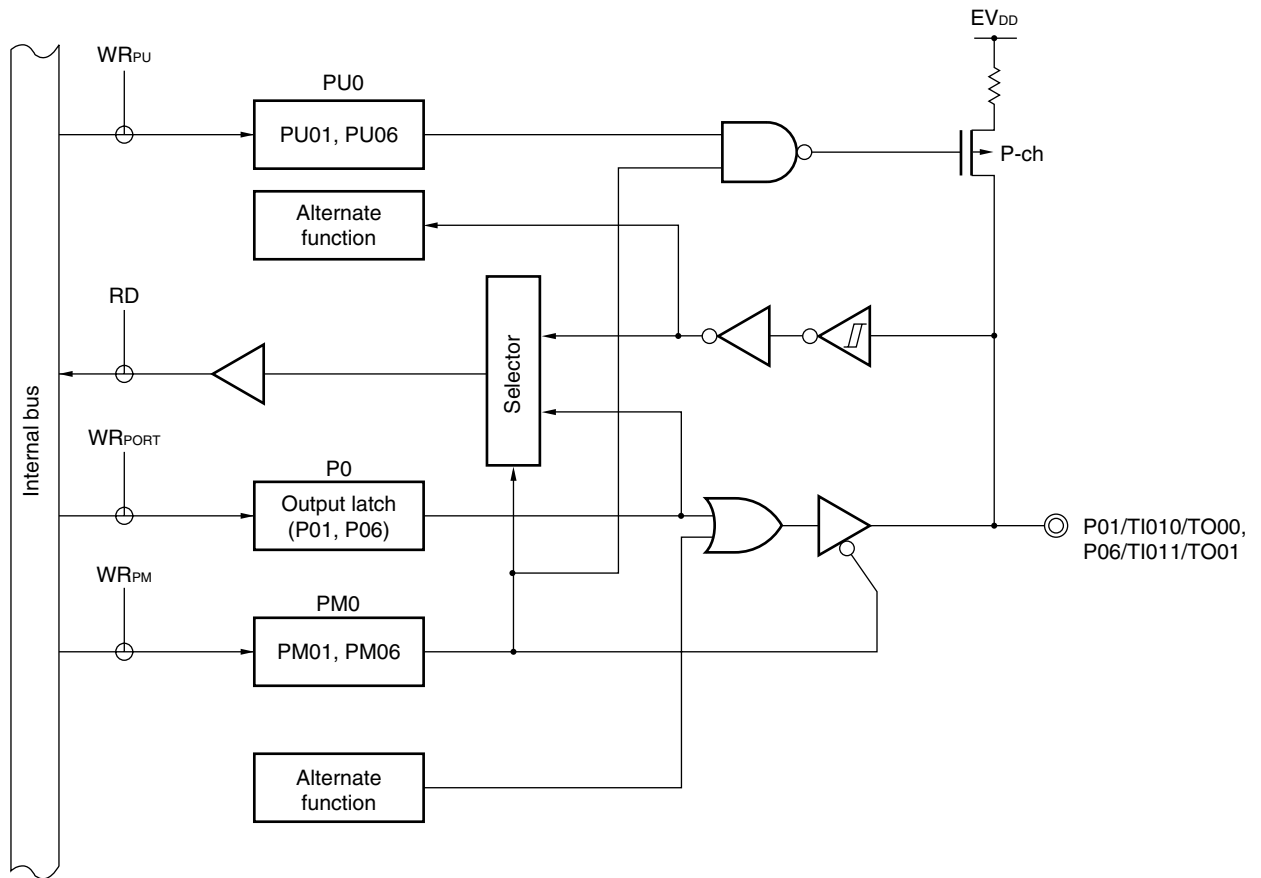 EVDD
WRPU
PU0
PU01, PU06
P-ch
Alternate
function
RD
Selector
Internal bus
WRPORT
P0
Output latch
(P01, P06)
P01/TI010/TO00,
P06/TI011/TO01
WRPM
PM0
PM01, PM06
Alternate
function